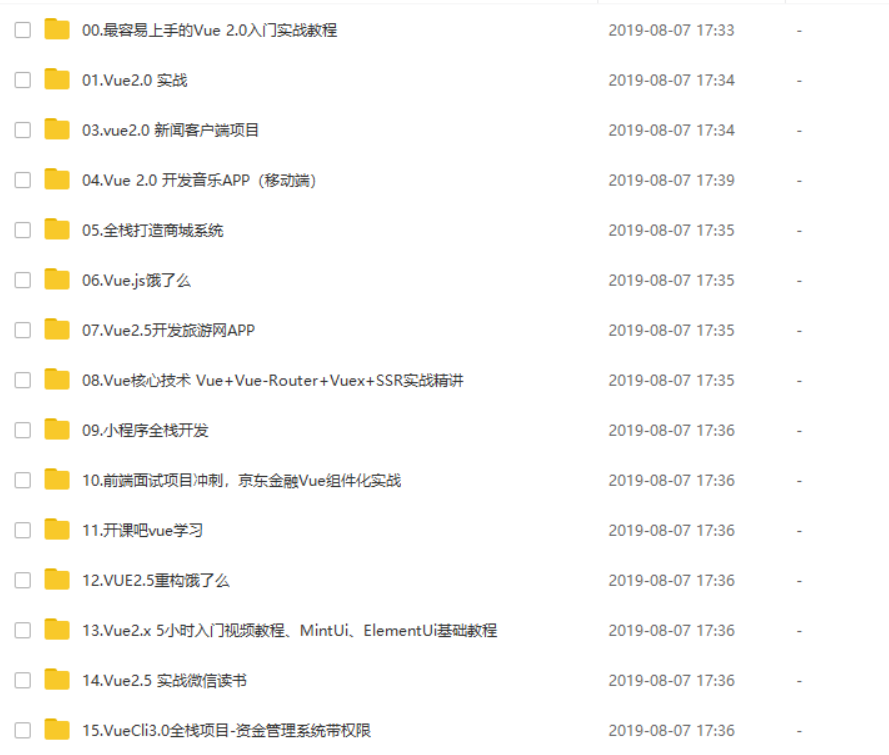 00.最容易上手的Vue 2.0入门实战教程 2019-08-07 17:33 -
01.Vue2.0 实战 2019-08-07 17:34 -
03.vue2.0 新闻客户端项目 2019-08-07 17:34 -
04.Vue 2.0 开发音乐APP（移动端） 2019-08-07 17:39 -
05.全栈打造商城系统 2019-08-07 17:35 -
06.Vue.js饿了么 2019-08-07 17:35 -
07.Vue2.5开发旅游网APP 2019-08-07 17:35 -
08.Vue核心技术 Vue+Vue-Router+Vuex+SSR实战精讲 2019-08-07 17:35 -
09.小程序全栈开发 2019-08-07 17:36 -
10.前端面试项目冲刺，京东金融Vue组件化实战 2019-08-07 17:36 -
11.开课吧vue学习 2019-08-07 17:36 -
12.VUE2.5重构饿了么 2019-08-07 17:36 -
13.Vue2.x 5小时入门视频教程、MintUi、ElementUi基础教程 2019-08-07 17:36 -
14.Vue2.5 实战微信读书 2019-08-07 17:36 -
15.VueCli3.0全栈项目-资金管理系统带权限 2019-08-07 17:36 -